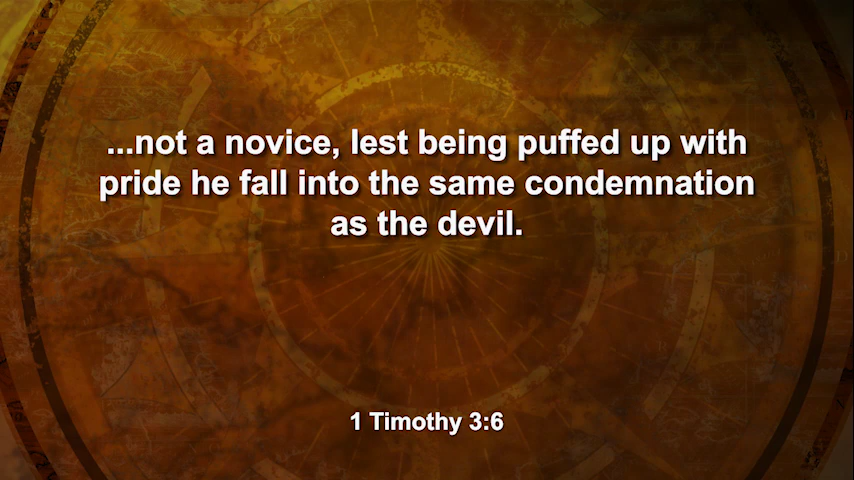 ...not a novice, lest being puffed up with
pride he fall into the same condemnation
as the devil.
1 Timothy 3:6